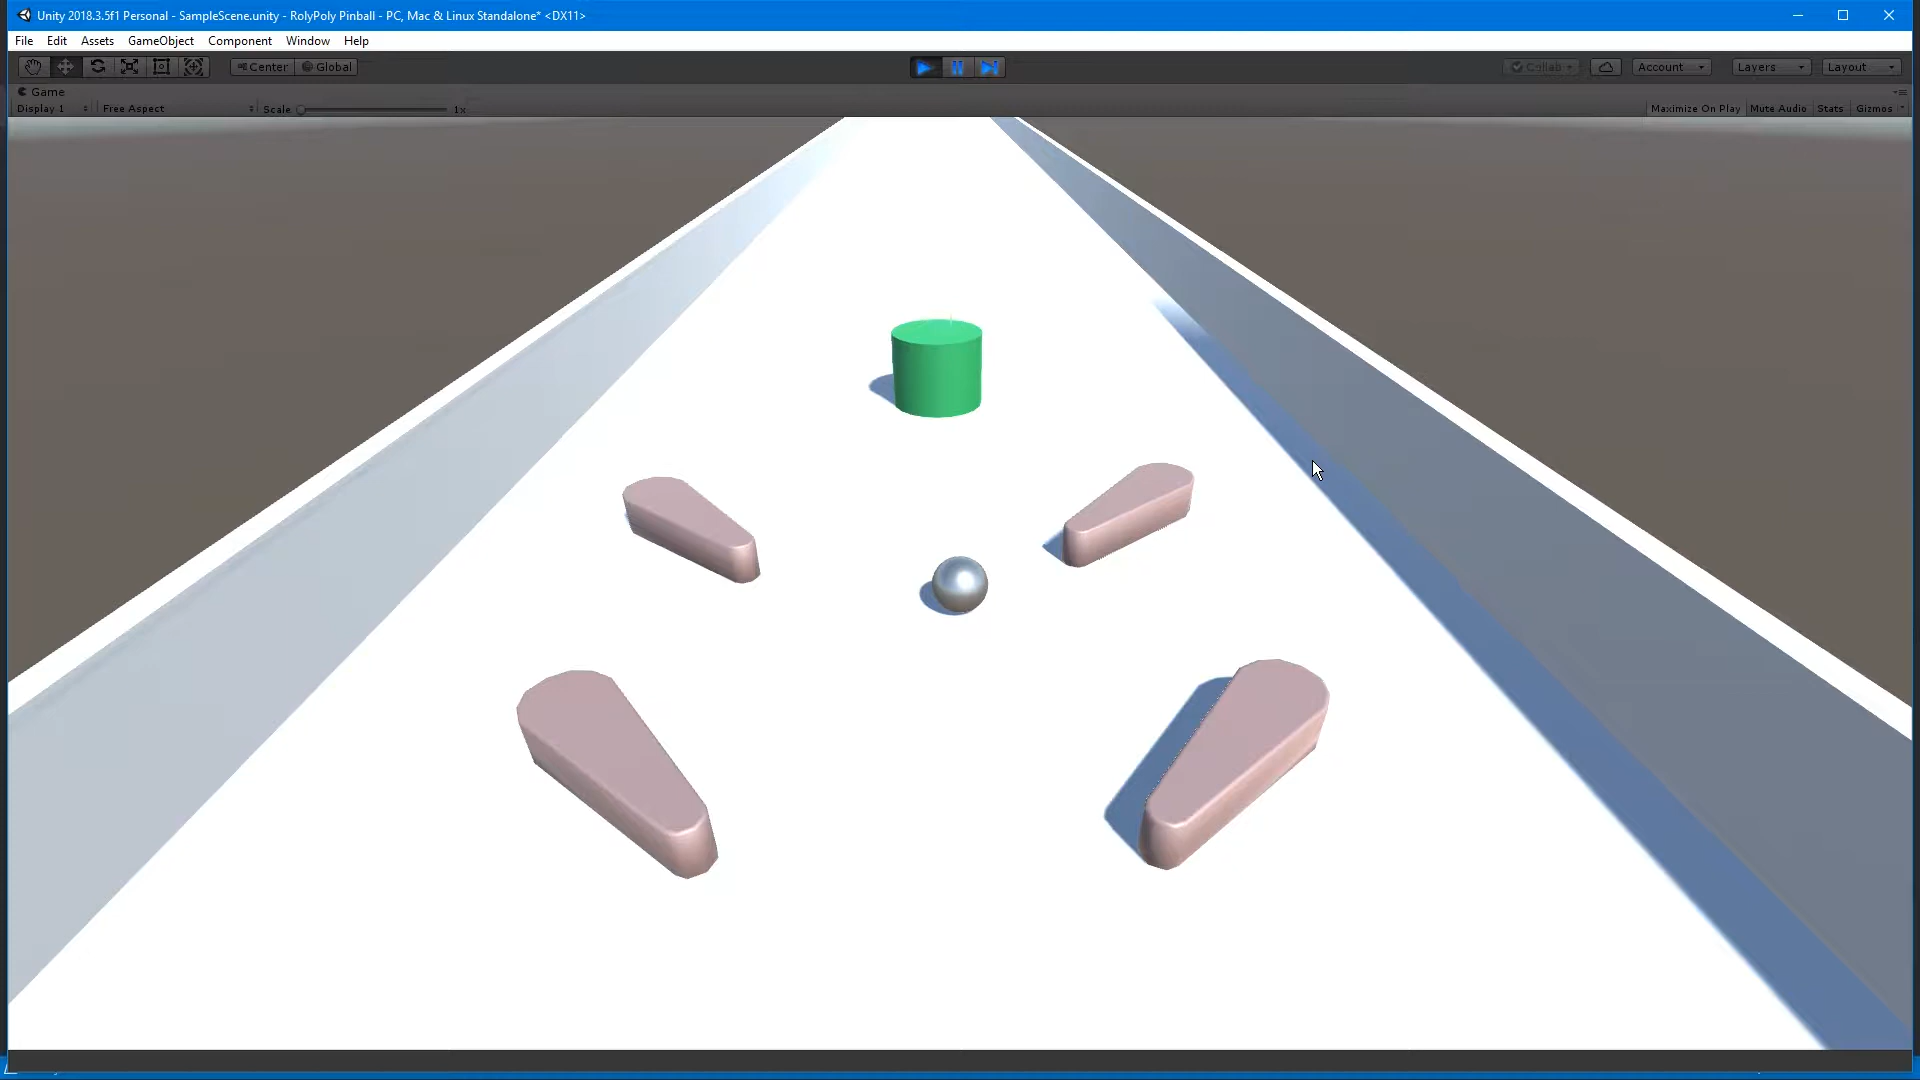 Unity 2018.3.5f1 Personal - SampleScene.unity - RolyPoly Pinball - PC, Mac & Linux Standalone* <DX11>
File Edit Assets GameObject Component Window Help
Center Global Collab Account Layers Layout
Game
Display 1 Free Aspect Scale 1x Maximize On Play Mute Audio Stats Gizmos